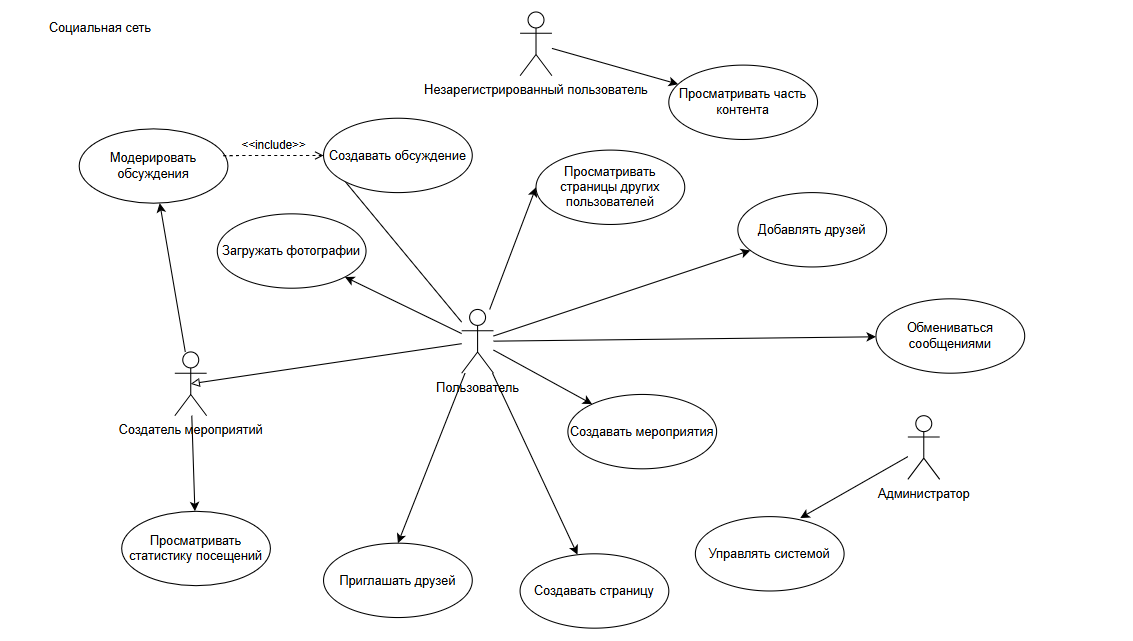 Социальная сеть
Незарегистрированный пользователь
Просматривать часть
контента
<<include>>
Модерировать
обсуждения
Создавать обсуждение
Просматривать
страницы других
пользователей
Добавлять друзей
Загружать фотографии
Обмениваться
сообщениями
Пользователь
Создатель мероприятий
Создавать мероприятия
Администратор
Просматривать
статистику посещений
Управлять системой
Приглашать друзей
Создавать страницу